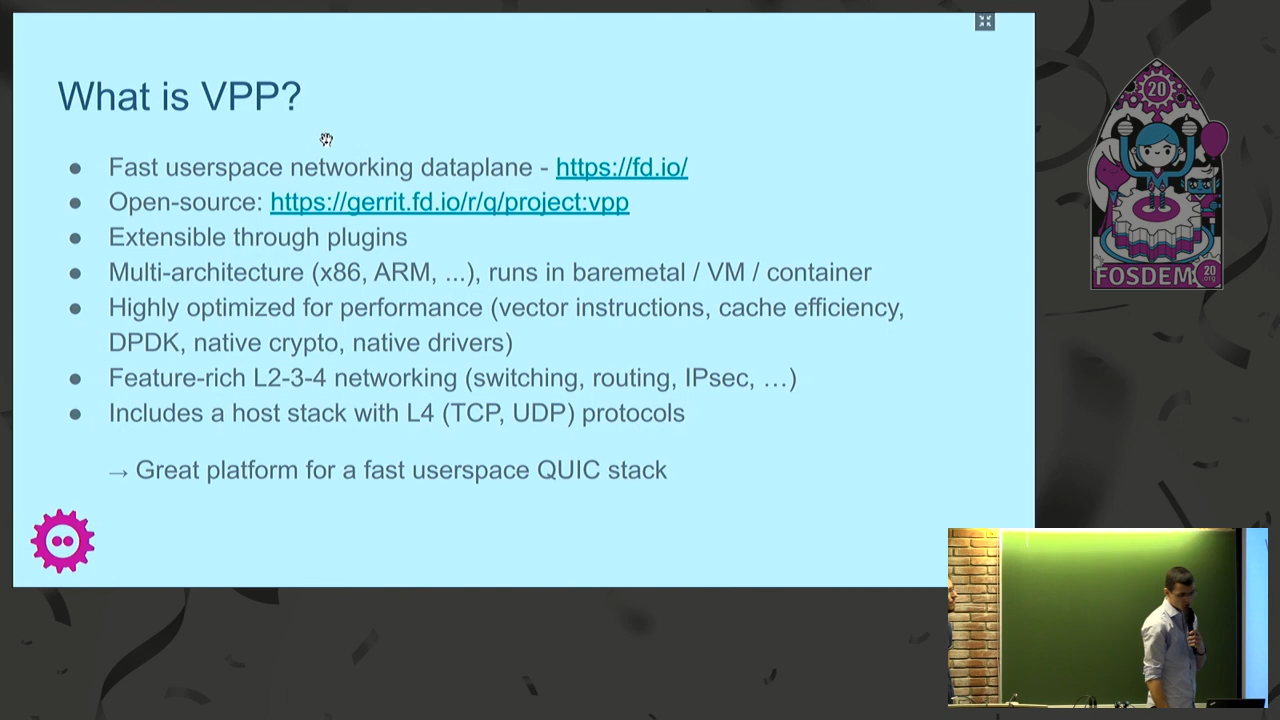 What is VPP?
● Fast userspace networking dataplane - https://fd.io/
● Open-source: https://gerrit.fd.io/r/q/project:vpp
● Extensible through plugins
● Multi-architecture (x86, ARM, ...), runs in baremetal / VM / container
● Highly optimized for performance (vector instructions, cache efficiency,
DPDK, native crypto, native drivers)
● Feature-rich L2-3-4 networking (switching, routing, IPsec, …)
● Includes a host stack with L4 (TCP, UDP) protocols
→ Great platform for a fast userspace QUIC stack
20
FOSDEM 20
.org